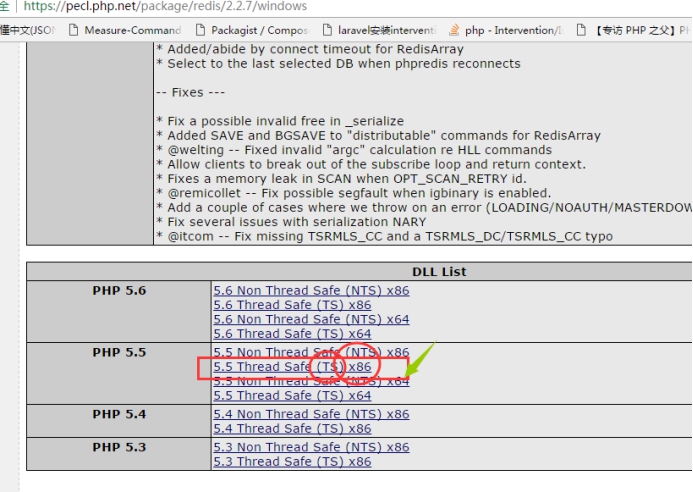 全 https://pecl.php.net/package/redis/2.2.7/windows
懂中文(JSON Measure-Command Packagist / Compos laravel安装interventi php - Intervention/I 【专访 PHP 之父】PH
* Added/abide by connect timeout for RedisArray
* Select to the last selected DB when phpredis reconnects
-- Fixes ---
* Fix a possible invalid free in _serialize
* Added SAVE and BGSAVE to "distributable" commands for RedisArray
* @welting -- Fixed invalid "argc" calculation re HLL commands
* Allow clients to break out of the subscribe loop and return context.
* Fixes a memory leak in SCAN when OPT_SCAN_RETRY id.
* @remicollet -- Fix possible segfault when igbinary is enabled.
* Add a couple of cases where we throw on an error (LOADING/NOAUTH/MASTERDOW
* Fix several issues with serialization NARY
* @itcom -- Fix missing TSRMLS_CC and a TSRMLS_DC/TSRMLS_CC typo
DLL List
PHP 5.6
5.6 Non Thread Safe (NTS) x86
5.6 Thread Safe (TS) x86
5.6 Non Thread Safe (NTS) x64
5.6 Thread Safe (TS) x64
PHP 5.5
5.5 Non Thread Safe (NTS) x86
5.5 Thread Safe (TS) x86
5.5 Non Thread Safe (NTS) x64
5.5 Thread Safe (TS) x64
PHP 5.4
5.4 Non Thread Safe (NTS) x86
5.4 Thread Safe (TS) x86
PHP 5.3
5.3 Non Thread Safe (NTS) x86
5.3 Thread Safe (TS) x86